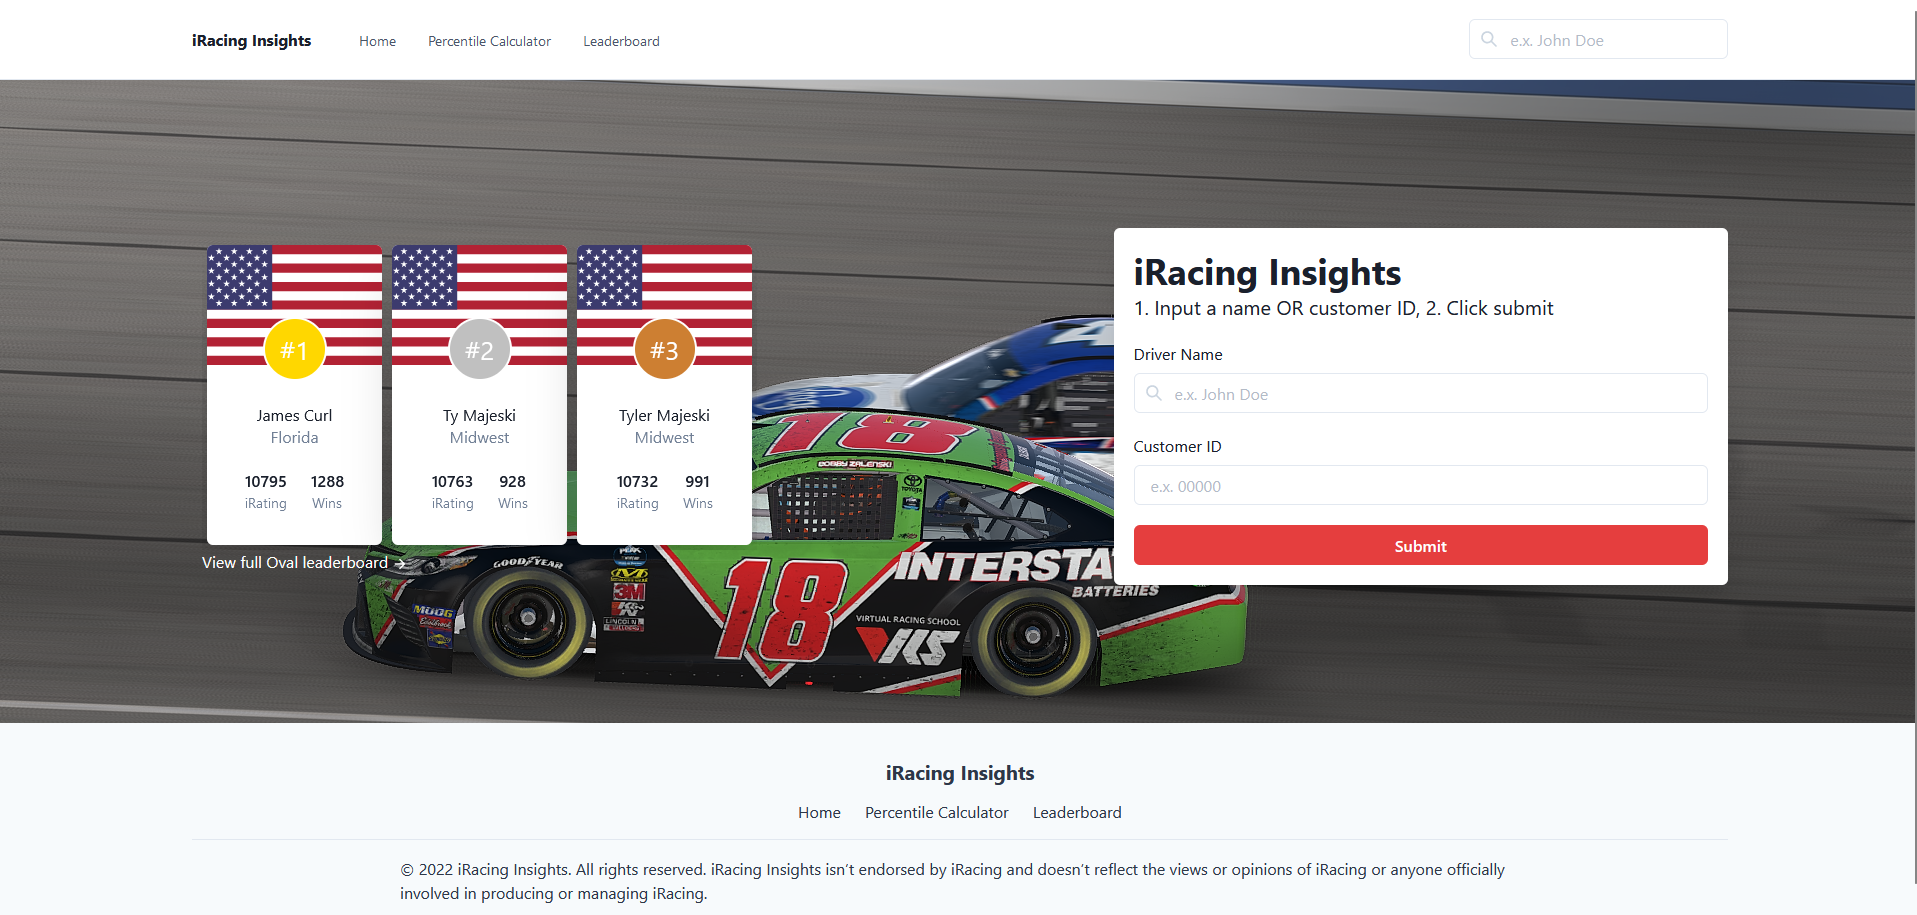 iRacing Insights Home Percentile Calculator Leaderboard e.x. John Doe
#1 #2 #3
James Curl Ty Majeski Tyler Majeski
Florida Midwest Midwest
10795 1288 10763 928 10732 991
iRating Wins iRating Wins iRating Wins
View full Oval leaderboard →
iRacing Insights
1. Input a name OR customer ID, 2. Click submit
Driver Name
e.x. John Doe
Customer ID
e.x. 00000
Submit
18
BOBBY ZALENSKI
TOYOTA
GOODYEAR
PEAK
3M
K&N
LINCOLN
MOOG
Edelbrock
18
INTERSTA
BATTERIES
VIRTUAL RACING SCHOOL
VRS
iRacing Insights
Home Percentile Calculator Leaderboard
© 2022 iRacing Insights. All rights reserved. iRacing Insights isn’t endorsed by iRacing and doesn’t reflect the views or opinions of iRacing or anyone officially
involved in producing or managing iRacing.